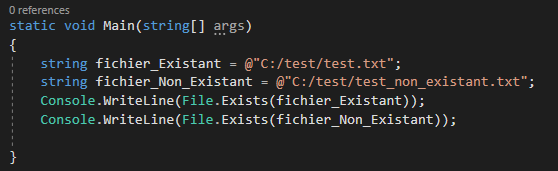 0 references
static void Main(string[] args)
{
    string fichier_Existant = @"C:/test/test.txt";
    string fichier_Non_Existant = @"C:/test/test_non_existant.txt";
    Console.WriteLine(File.Exists(fichier_Existant));
    Console.WriteLine(File.Exists(fichier_Non_Existant));
}